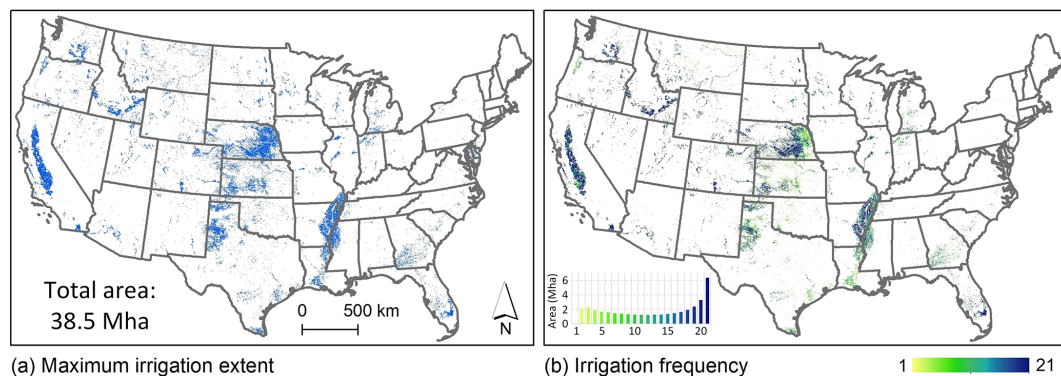 Total area:
38.5 Mha
0 500 km
N
(a) Maximum irrigation extent
Area (Mha)
6
4
2
0
1 5 10 15 20
(b) Irrigation frequency
1 21